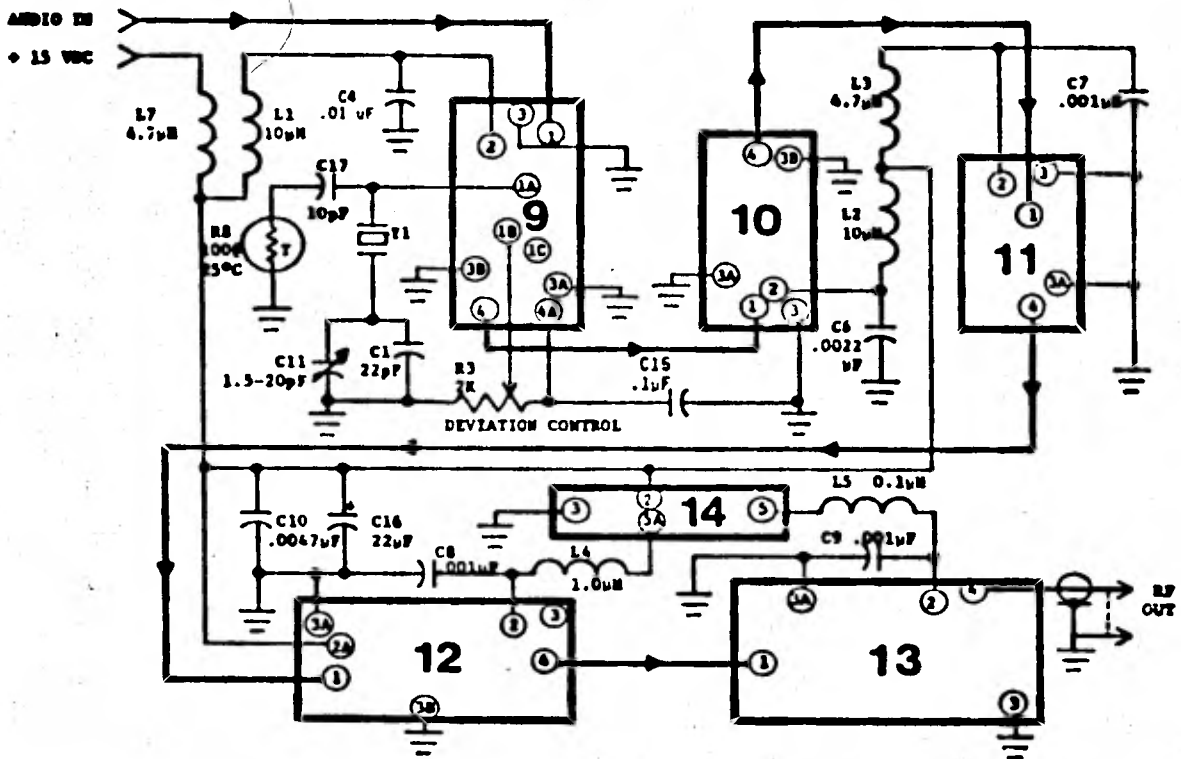 AUDIO IN
+ 15 VDC
L7
4.7µH
L1
10µH
C4
.01 uF
C17
10pF
R8
25°C
T
Y1
C11
1.5-20pF
C1
22pF
R3
2K
DEVIATION CONTROL
C15
.1µF
9
2
3
1
1A
1B
1C
3B
3A
4
4A
10
4
3B
3A
1
2
3
L3
4.7µH
L2
10µH
C6
.0022
µF
C7
.001µH
11
2
3
1
3A
4
C10
.0047µF
C16
22µF
C8
.001µF
L4
1.0µH
14
3
2
5A
5
L5 0.1µH
C9 .001µF
12
3A
2A
1
2
3
4
3B
13
3A
2
4
1
3
RF
OUT